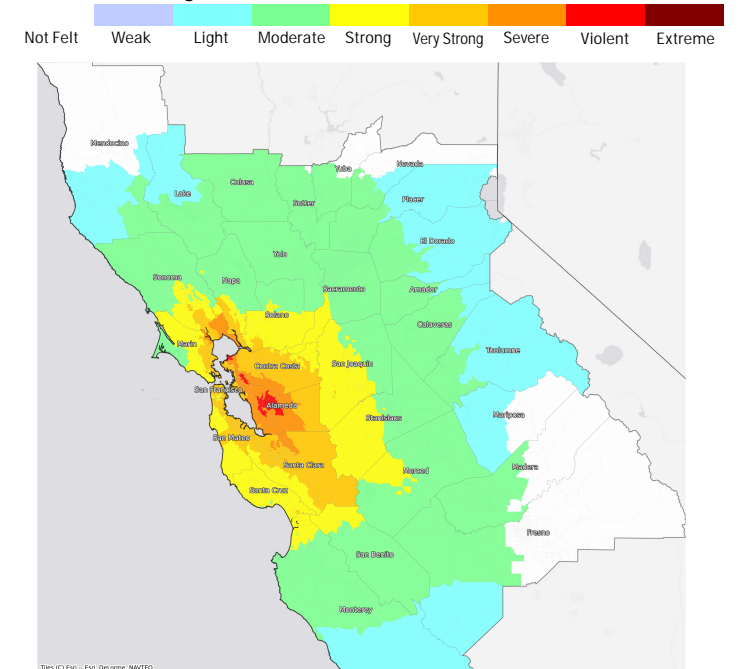 Not Felt Weak Light Moderate Strong Very Strong Severe Violent Extreme
Mendocino
Yuba
Nevada
Lake
Colusa
Sutter
Placer
El Dorado
Yolo
Sonoma
Napa
Sacramento
Amador
Solano
Calaveras
Marin
Tuolumne
Contra Costa
San Joaquin
San Francisco
Alameda
Stanislaus
Mariposa
San Mateo
Santa Clara
Merced
Madera
Santa Cruz
Fresno
San Benito
Monterey
Tiles (C) Esri -- Esri, DeLorme, NAVTEQ